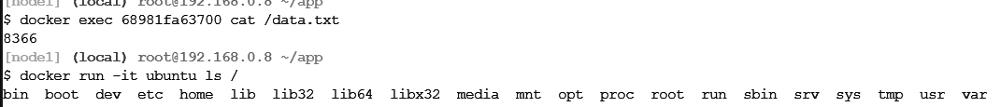 [node1] (local) root@192.168.0.8 ~/app
$ docker exec 68981fa63700 cat /data.txt
8366
[node1] (local) root@192.168.0.8 ~/app
$ docker run -it ubuntu ls /
bin boot dev etc home lib lib32 lib64 libx32 media mnt opt proc root run sbin srv sys tmp usr var